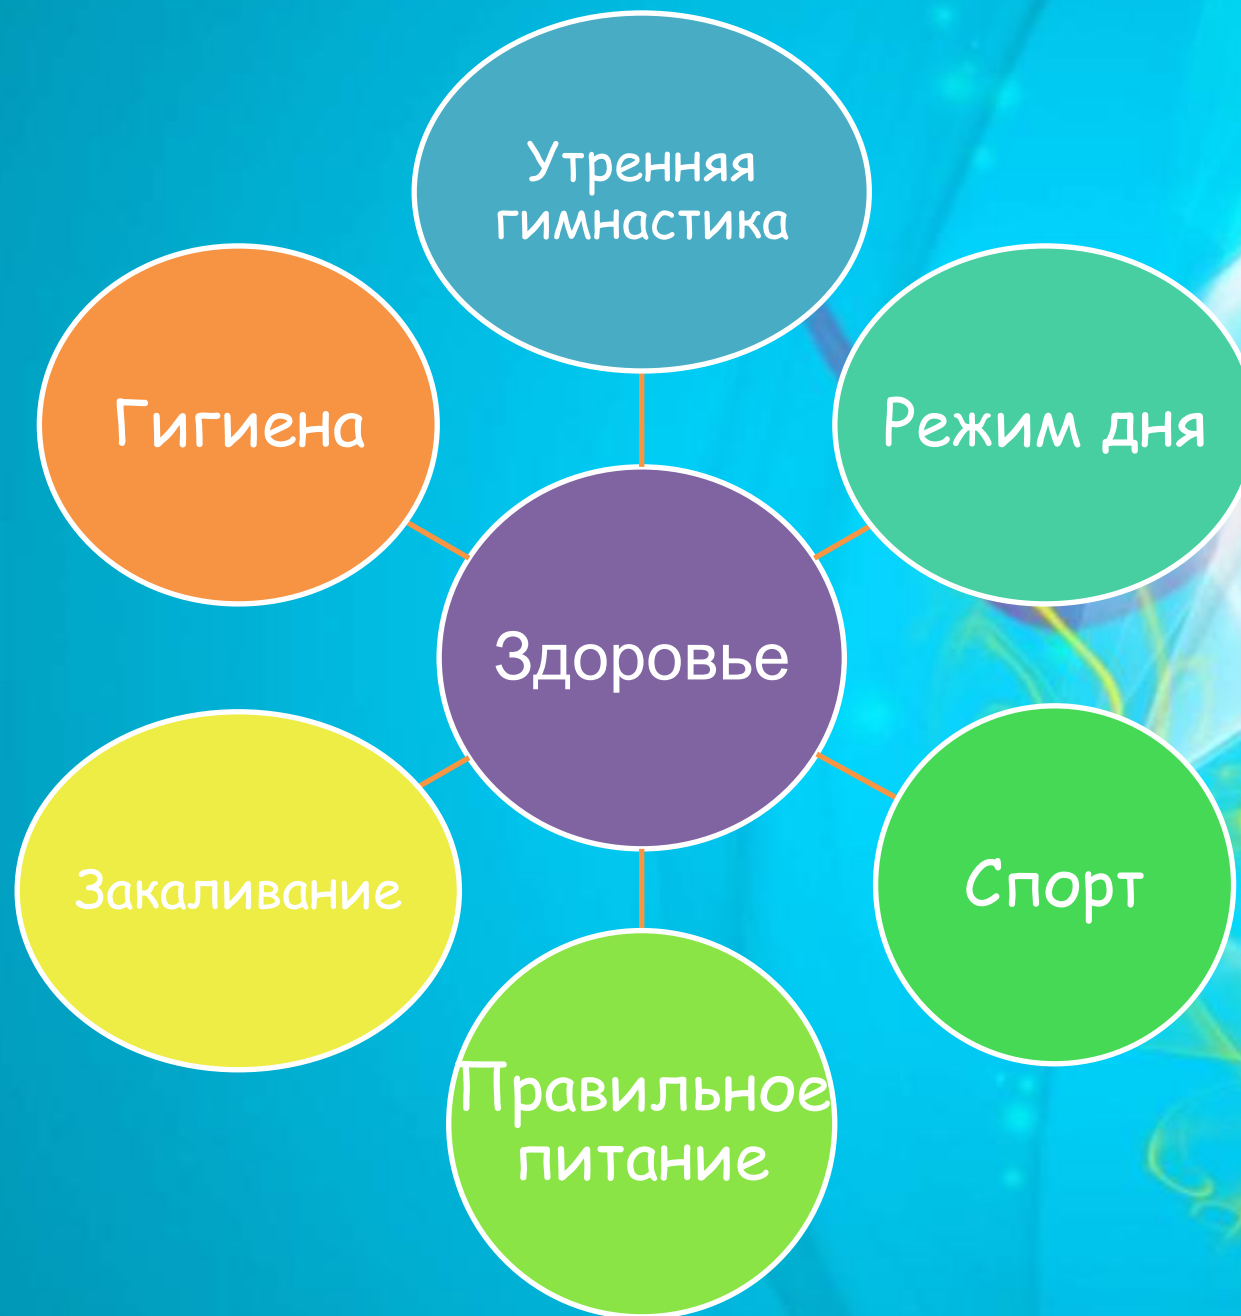 Утренняя
гимнастика
Гигиена
Режим дня
Здоровье
Закаливание
Спорт
Правильное
питание